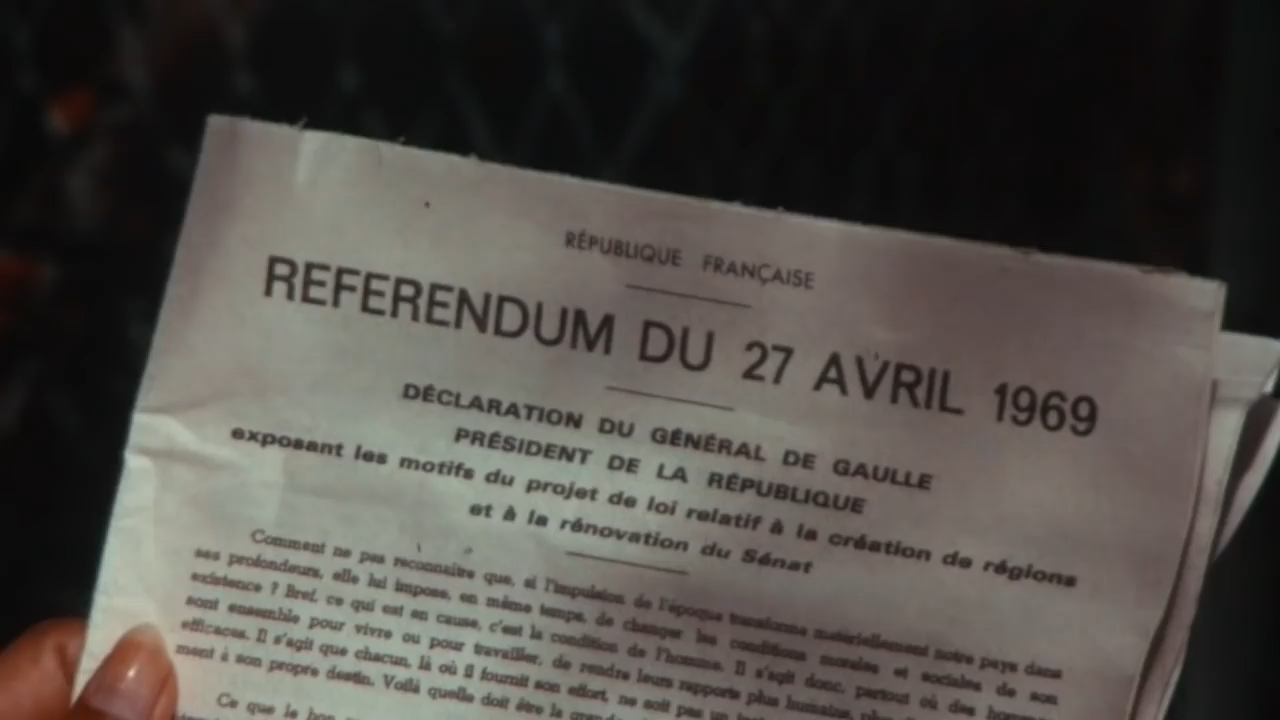 RÉPUBLIQUE FRANÇAISE
REFERENDUM DU 27 AVRIL 1969
DÉCLARATION DU GÉNÉRAL DE GAULLE
PRÉSIDENT DE LA RÉPUBLIQUE
exposant les motifs du projet de loi relatif à la création de régions
et à la rénovation du Sénat
Comment ne pas reconnaître que, si l'impulsion de l'époque transforme matériellement notre pays dans
ses profondeurs, elle lui impose, en même temps, de changer les conditions morales et sociales de son
existence ? Bref, ce qui est en cause, c'est la condition de l'homme. Il s'agit donc, partout où des hommes
sont ensemble pour vivre ou pour travailler, de rendre leurs rapports plus humains,
efficaces. Il s'agit que chacun, là où il fournit son effort, ne soit pas un
ment à son propre destin. Voilà quelle doit être la
Ce que le bon